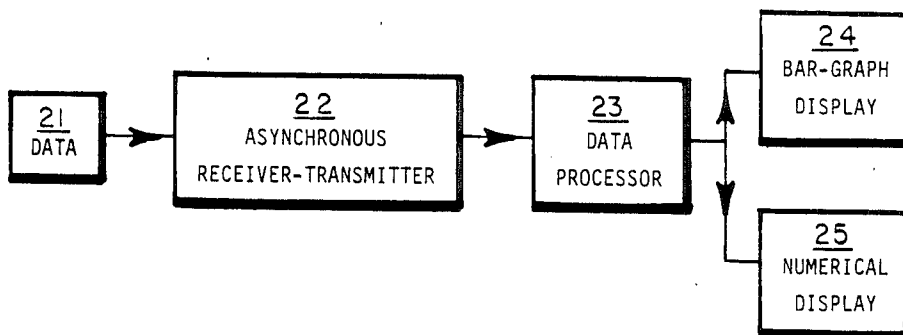 21
DATA
22
ASYNCHRONOUS
RECEIVER-TRANSMITTER
23
DATA
PROCESSOR
24
BAR-GRAPH
DISPLAY
25
NUMERICAL
DISPLAY